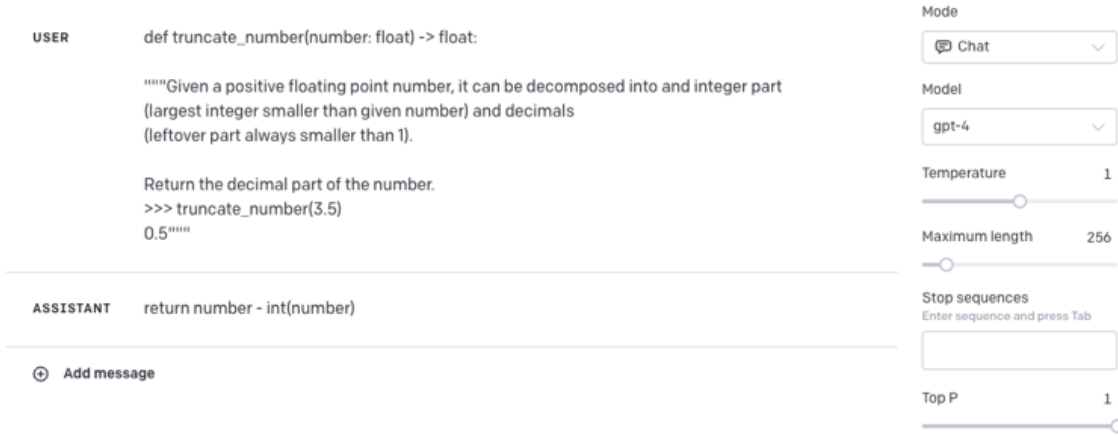 USER
def truncate_number(number: float) -> float:
"""Given a positive floating point number, it can be decomposed into and integer part
(largest integer smaller than given number) and decimals
(leftover part always smaller than 1).
Return the decimal part of the number.
>>> truncate_number(3.5)
0.5"""
ASSISTANT
return number - int(number)
Add message
Mode
Chat
Model
gpt-4
Temperature 1
Maximum length 256
Stop sequences
Enter sequence and press Tab
Top P 1